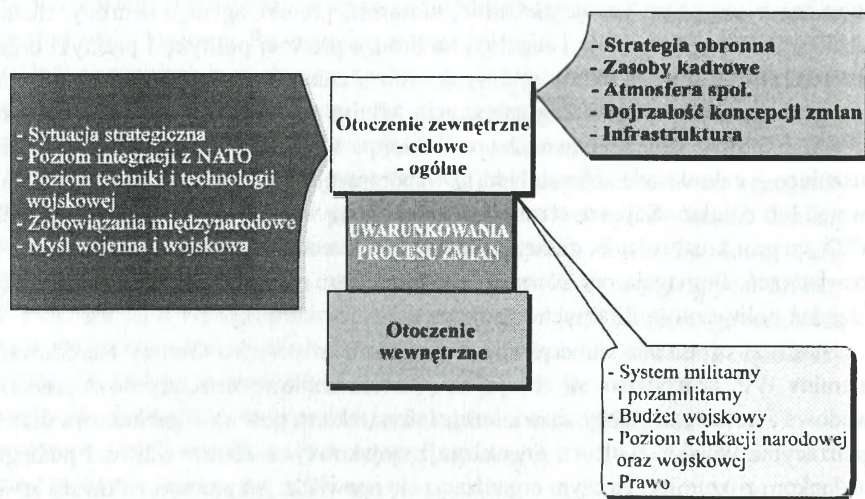 - Sytuacja strategiczna
- Poziom integracji z NATO
- Poziom techniki i technologii
wojskowej
- Zobowiązania międzynarodowe
- Myśl wojenna i wojskowa
Otoczenie zewnętrzne
- celowe
- ogólne
UWARUNKOWANIA
PROCESU ZMIAN
Otoczenie
wewnętrzne
- Strategia obronna
- Zasoby kadrowe
- Atmosfera społ.
- Dojrzałość koncepcji zmian
- Infrastruktura
- System militarny
i pozamilitarny
- Budżet wojskowy
- Poziom edukacji narodowej
oraz wojskowej
- Prawo